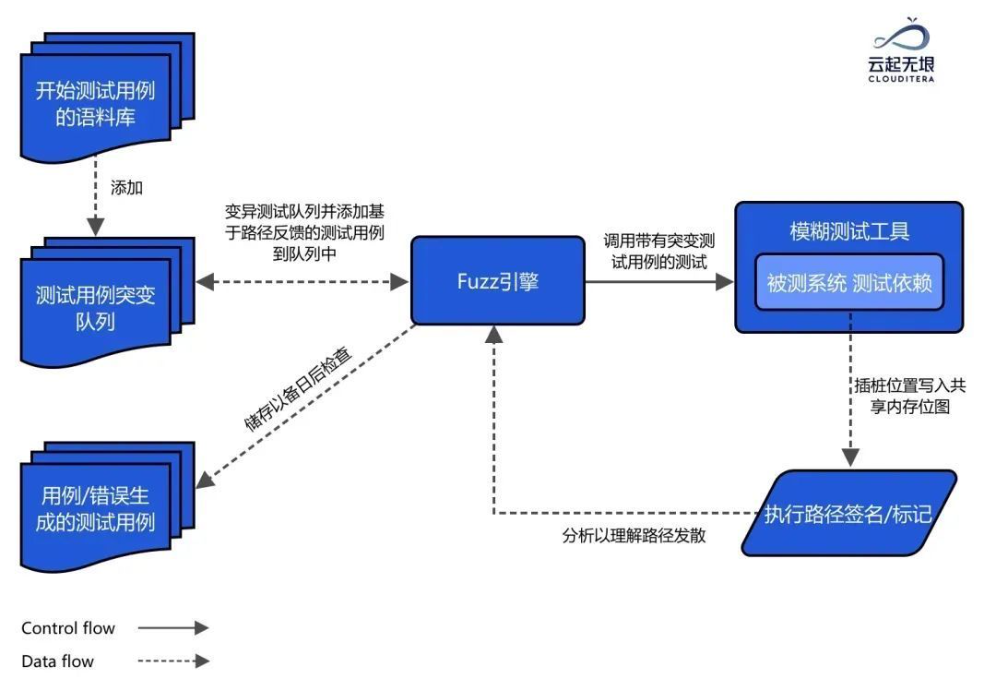 云起无垠
CLOUDITERA
开始测试用例
的语料库
添加
变异测试队列并添加基
于路径反馈的测试用例
到队列中
测试用例突变
队列
Fuzz引擎
调用带有突变测
试用例的测试
模糊测试工具
被测系统 测试依赖
储存以备日后检查
插桩位置写入共
享内存位图
用例/错误生
成的测试用例
执行路径签名/标记
分析以理解路径发散
Control flow
Data flow